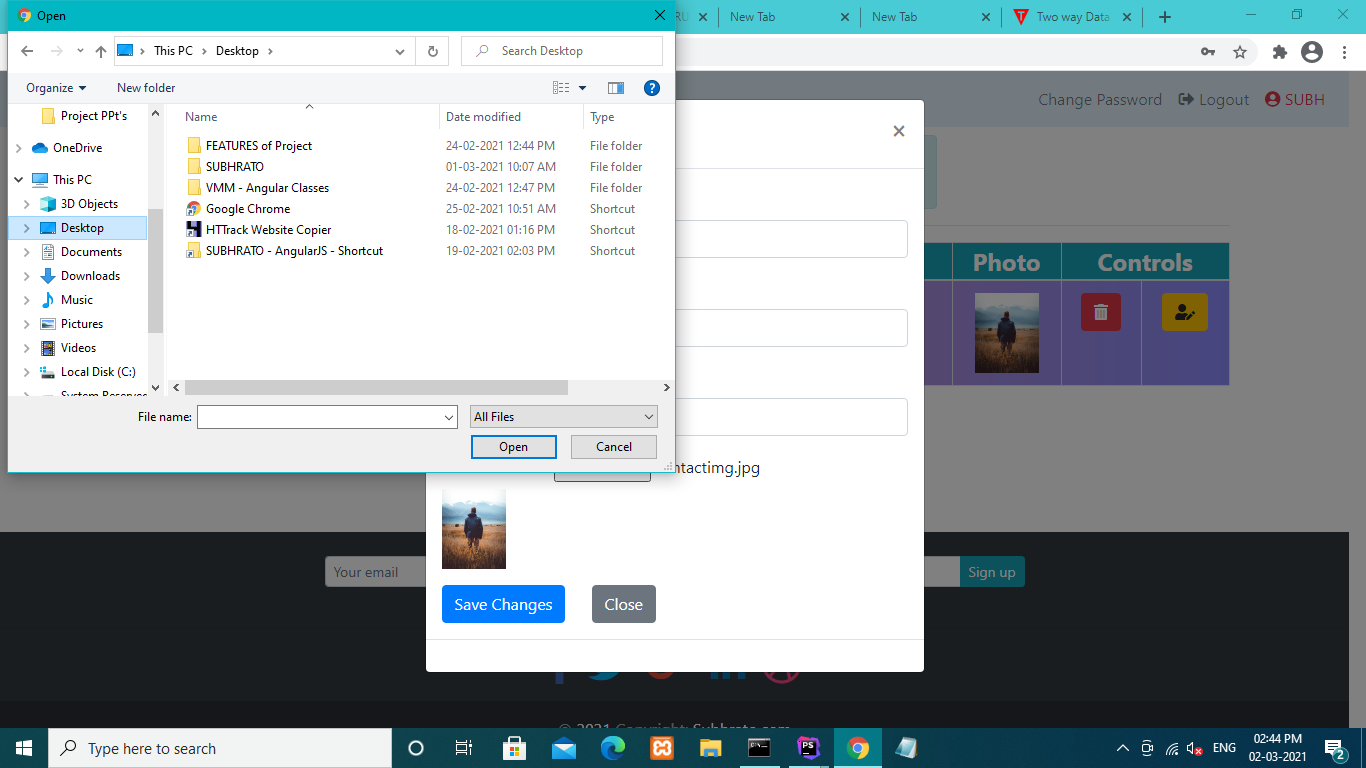 Open
RU
New Tab
New Tab
Two way Data
This PC
Desktop
Search Desktop
Organize
New folder
Project PPt's
OneDrive
This PC
3D Objects
Desktop
Documents
Downloads
Music
Pictures
Videos
Local Disk (C:)
System Reserve
Name
Date modified
Type
FEATURES of Project 24-02-2021 12:44 PM File folder
SUBHRATO 01-03-2021 10:07 AM File folder
VMM - Angular Classes 24-02-2021 12:47 PM File folder
Google Chrome 25-02-2021 10:51 AM Shortcut
HTTrack Website Copier 18-02-2021 01:16 PM Shortcut
SUBHRATO - AngularJS - Shortcut 19-02-2021 02:03 PM Shortcut
File name:
All Files
Open
Cancel
Change Password
Logout
SUBH
×
Photo
Controls
ntactimg.jpg
Save Changes
Close
Your email
Sign up
© 2021 Copyright: Subhrato.com
Type here to search
PS
ENG
02:44 PM
02-03-2021
2